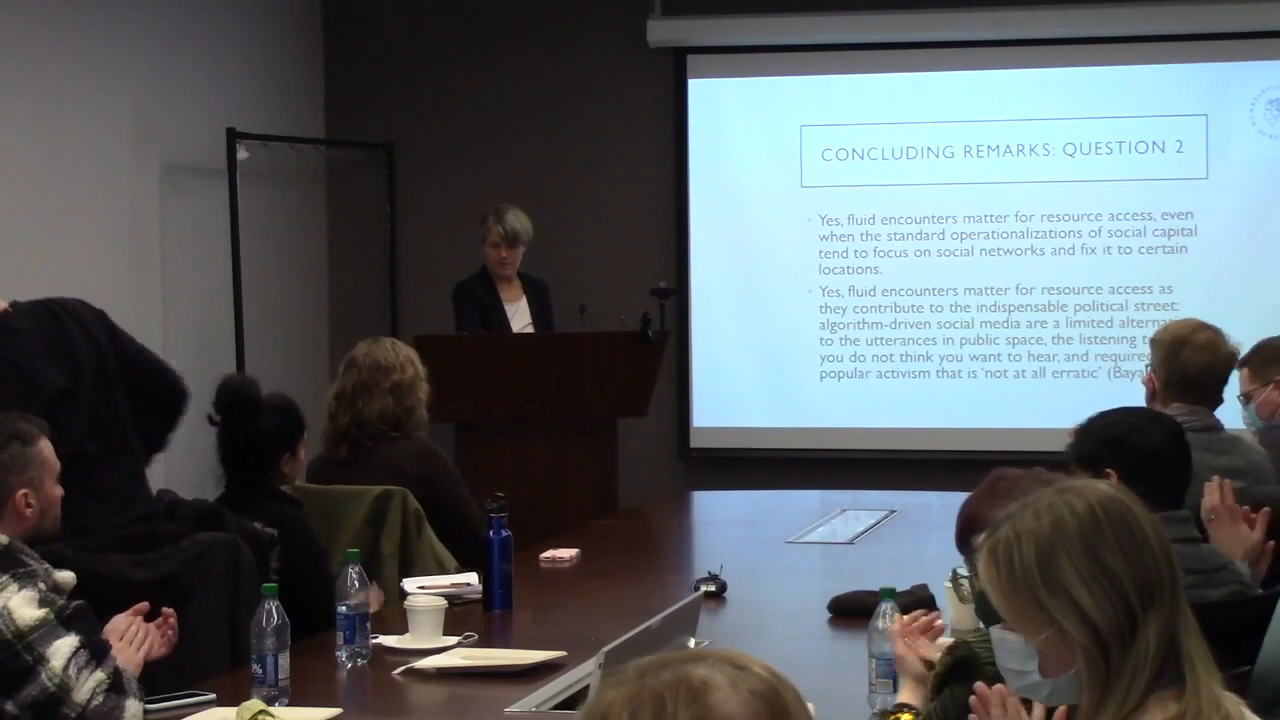 CONCLUDING REMARKS: QUESTION 2
Yes, fluid encounters matter for resource access, even
when the standard operationalizations of social capital
tend to focus on social networks and fix it to certain
locations.
Yes, fluid encounters matter for resource access as
they contribute to the indispensable political street:
algorithm-driven social media are a limited
to the utterances in public space, the listening
you do not think you want to hear, and
popular activism that is 'not at all erratic'